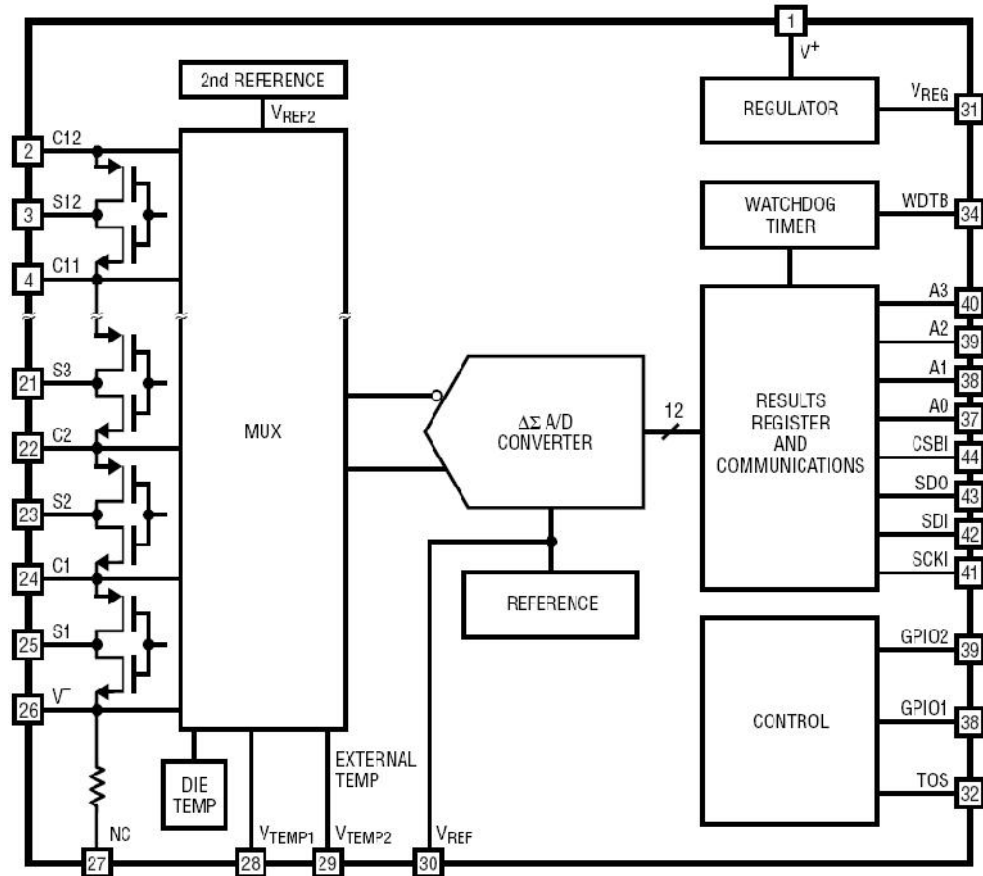 1
V+
2nd REFERENCE
VREF2
REGULATOR
VREG
31
2
C12
3
S12
4
C11
WATCHDOG
TIMER
WDTB
34
A3
40
A2
39
A1
38
A0
37
CSBI
44
SDO
43
SDI
42
SCKI
41
21
S3
22
C2
23
S2
24
C1
25
S1
26
V−
MUX
ΔΣ A/D
CONVERTER
12
RESULTS
REGISTER
AND
COMMUNICATIONS
REFERENCE
CONTROL
GPIO2
39
GPIO1
38
TOS
32
DIE
TEMP
EXTERNAL
TEMP
NC
27
VTEMP1
28
VTEMP2
29
VREF
30